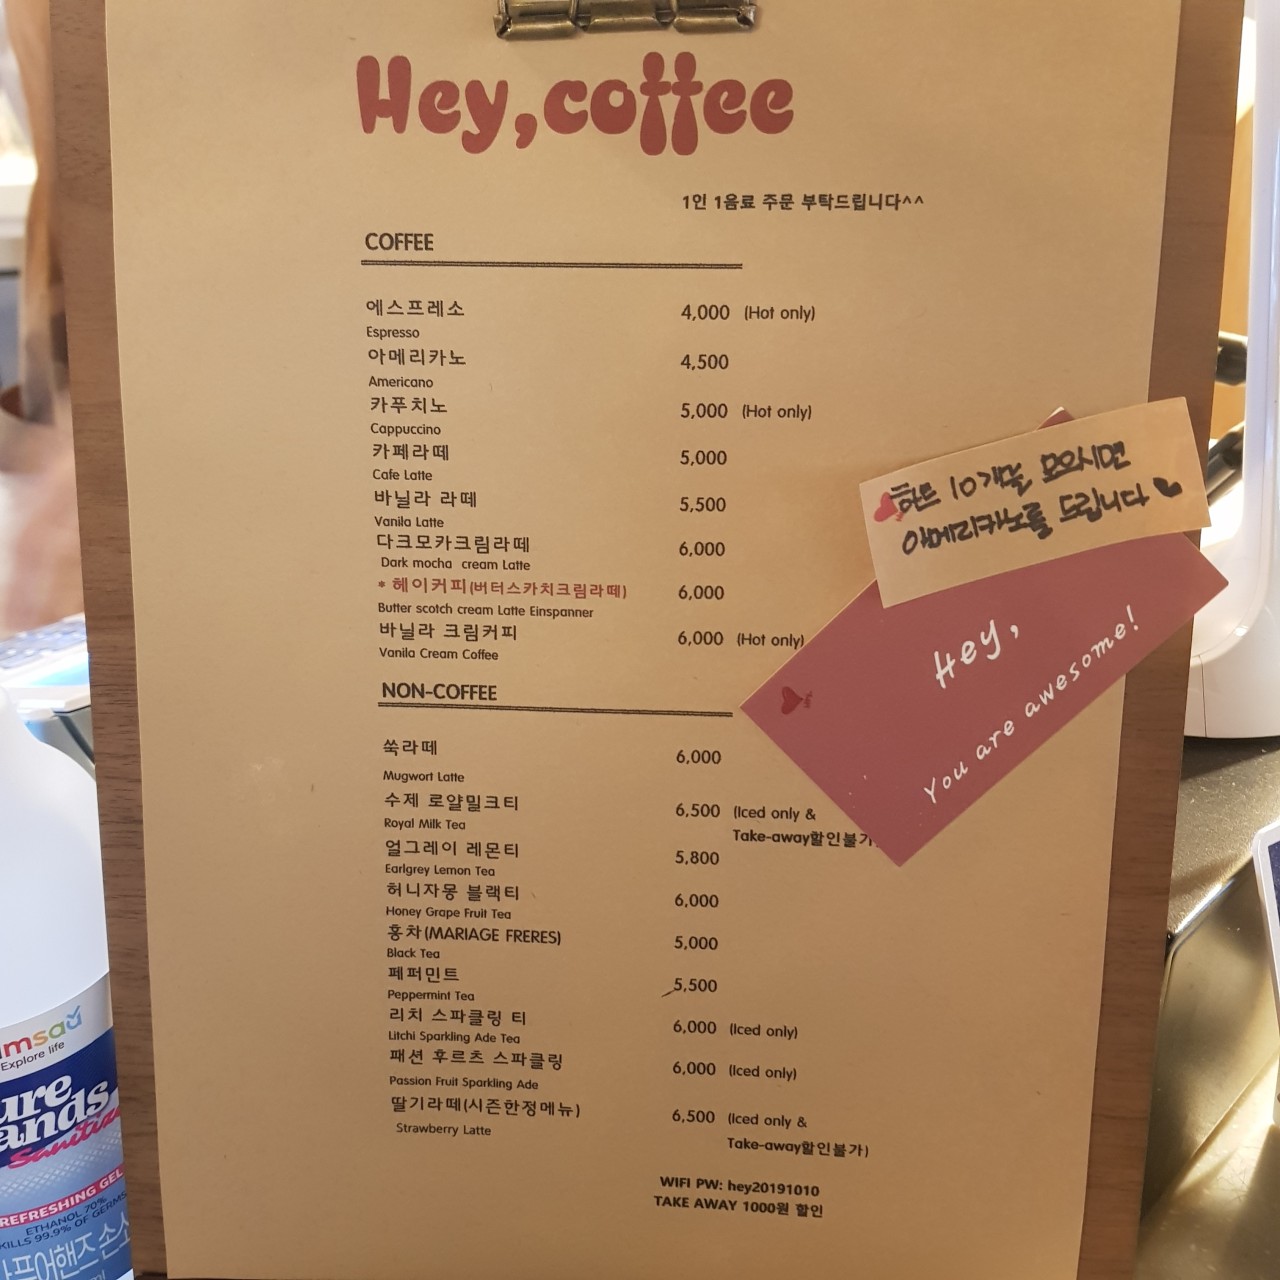 Hey,coffee
1인 1음료 주문 부탁드립니다^^
COFFEE
에스프레소 4,000 (Hot only)
Espresso
아메리카노 4,500
Americano
카푸치노 5,000 (Hot only)
Cappuccino
카페라떼 5,000
Cafe Latte
바닐라 라떼 5,500
Vanila Latte
다크모카크림라떼 6,000
Dark mocha cream Latte
* 헤이커피(버터스카치크림라떼) 6,000
Butter scotch cream Latte Einspanner
바닐라 크림커피 6,000 (Hot only)
Vanila Cream Coffee
NON-COFFEE
쑥라떼 6,000
Mugwort Latte
수제 로얄밀크티 6,500 (Iced only &
Royal Milk Tea Take-away할인불가
얼그레이 레몬티 5,800
Earlgrey Lemon Tea
허니자몽 블랙티 6,000
Honey Grape Fruit Tea
홍차(MARIAGE FRERES) 5,000
Black Tea
페퍼민트 5,500
Peppermint Tea
리치 스파클링 티 6,000 (Iced only)
Litchi Sparkling Ade Tea
패션 후르츠 스파클링 6,000 (Iced only)
Passion Fruit Sparkling Ade
딸기라떼(시즌한정메뉴) 6,500 (Iced only &
Strawberry Latte Take-away할인불가)
WIFI PW: hey20191010
TAKE AWAY 1000원 할인
하트 10개를 모으시면
아메리카노를 드립니다
Hey,
You are awesome!
Explore life
REFRESHING GEL
ETHANOL 70%
KILLS 99.9% OF GERMS